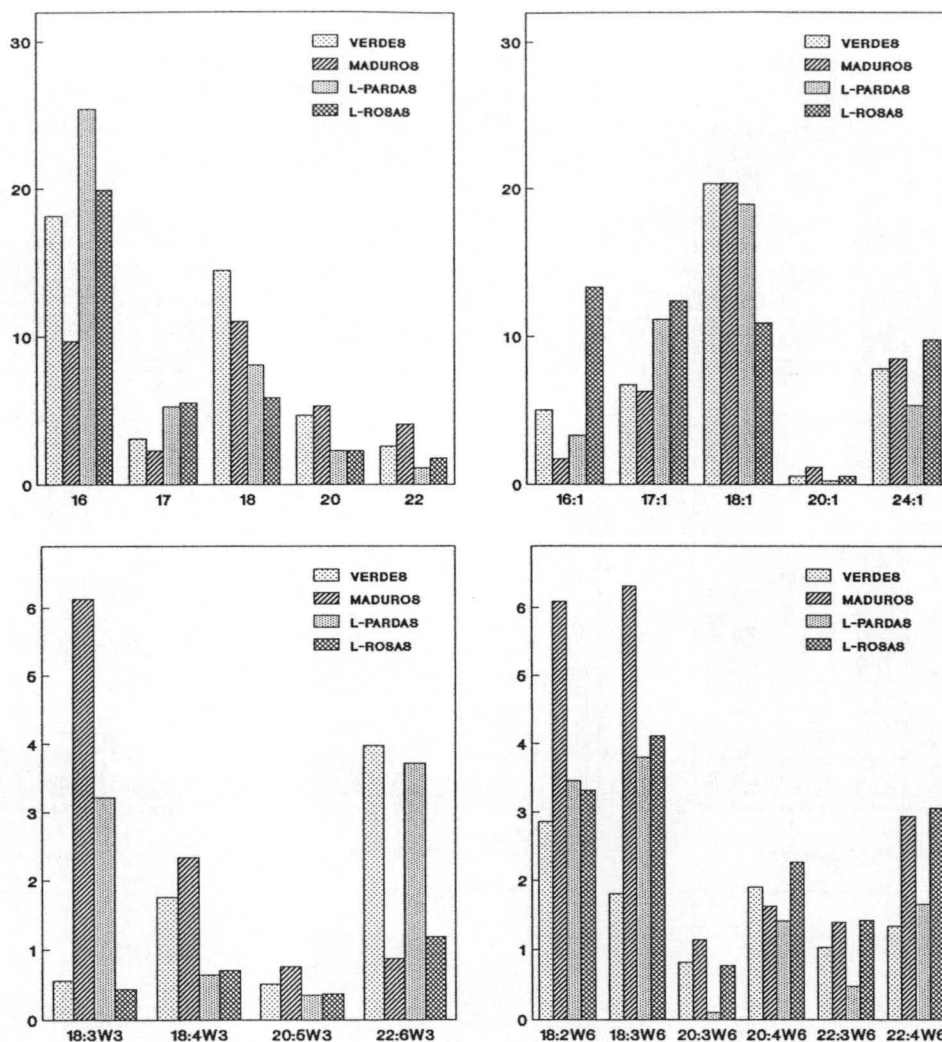 30
20
10
0
VERDES
MADUROS
L-PARDAS
L-ROSAS
16 17 18 20 22
30
20
10
0
VERDES
MADUROS
L-PARDAS
L-ROSAS
16:1 17:1 18:1 20:1 24:1
6
5
4
3
2
1
0
VERDES
MADUROS
L-PARDAS
L-ROSAS
18:3W3 18:4W3 20:5W3 22:6W3
6
5
4
3
2
1
0
VERDES
MADUROS
L-PARDAS
L-ROSAS
18:2W6 18:3W6 20:3W6 20:4W6 22:3W6 22:4W6